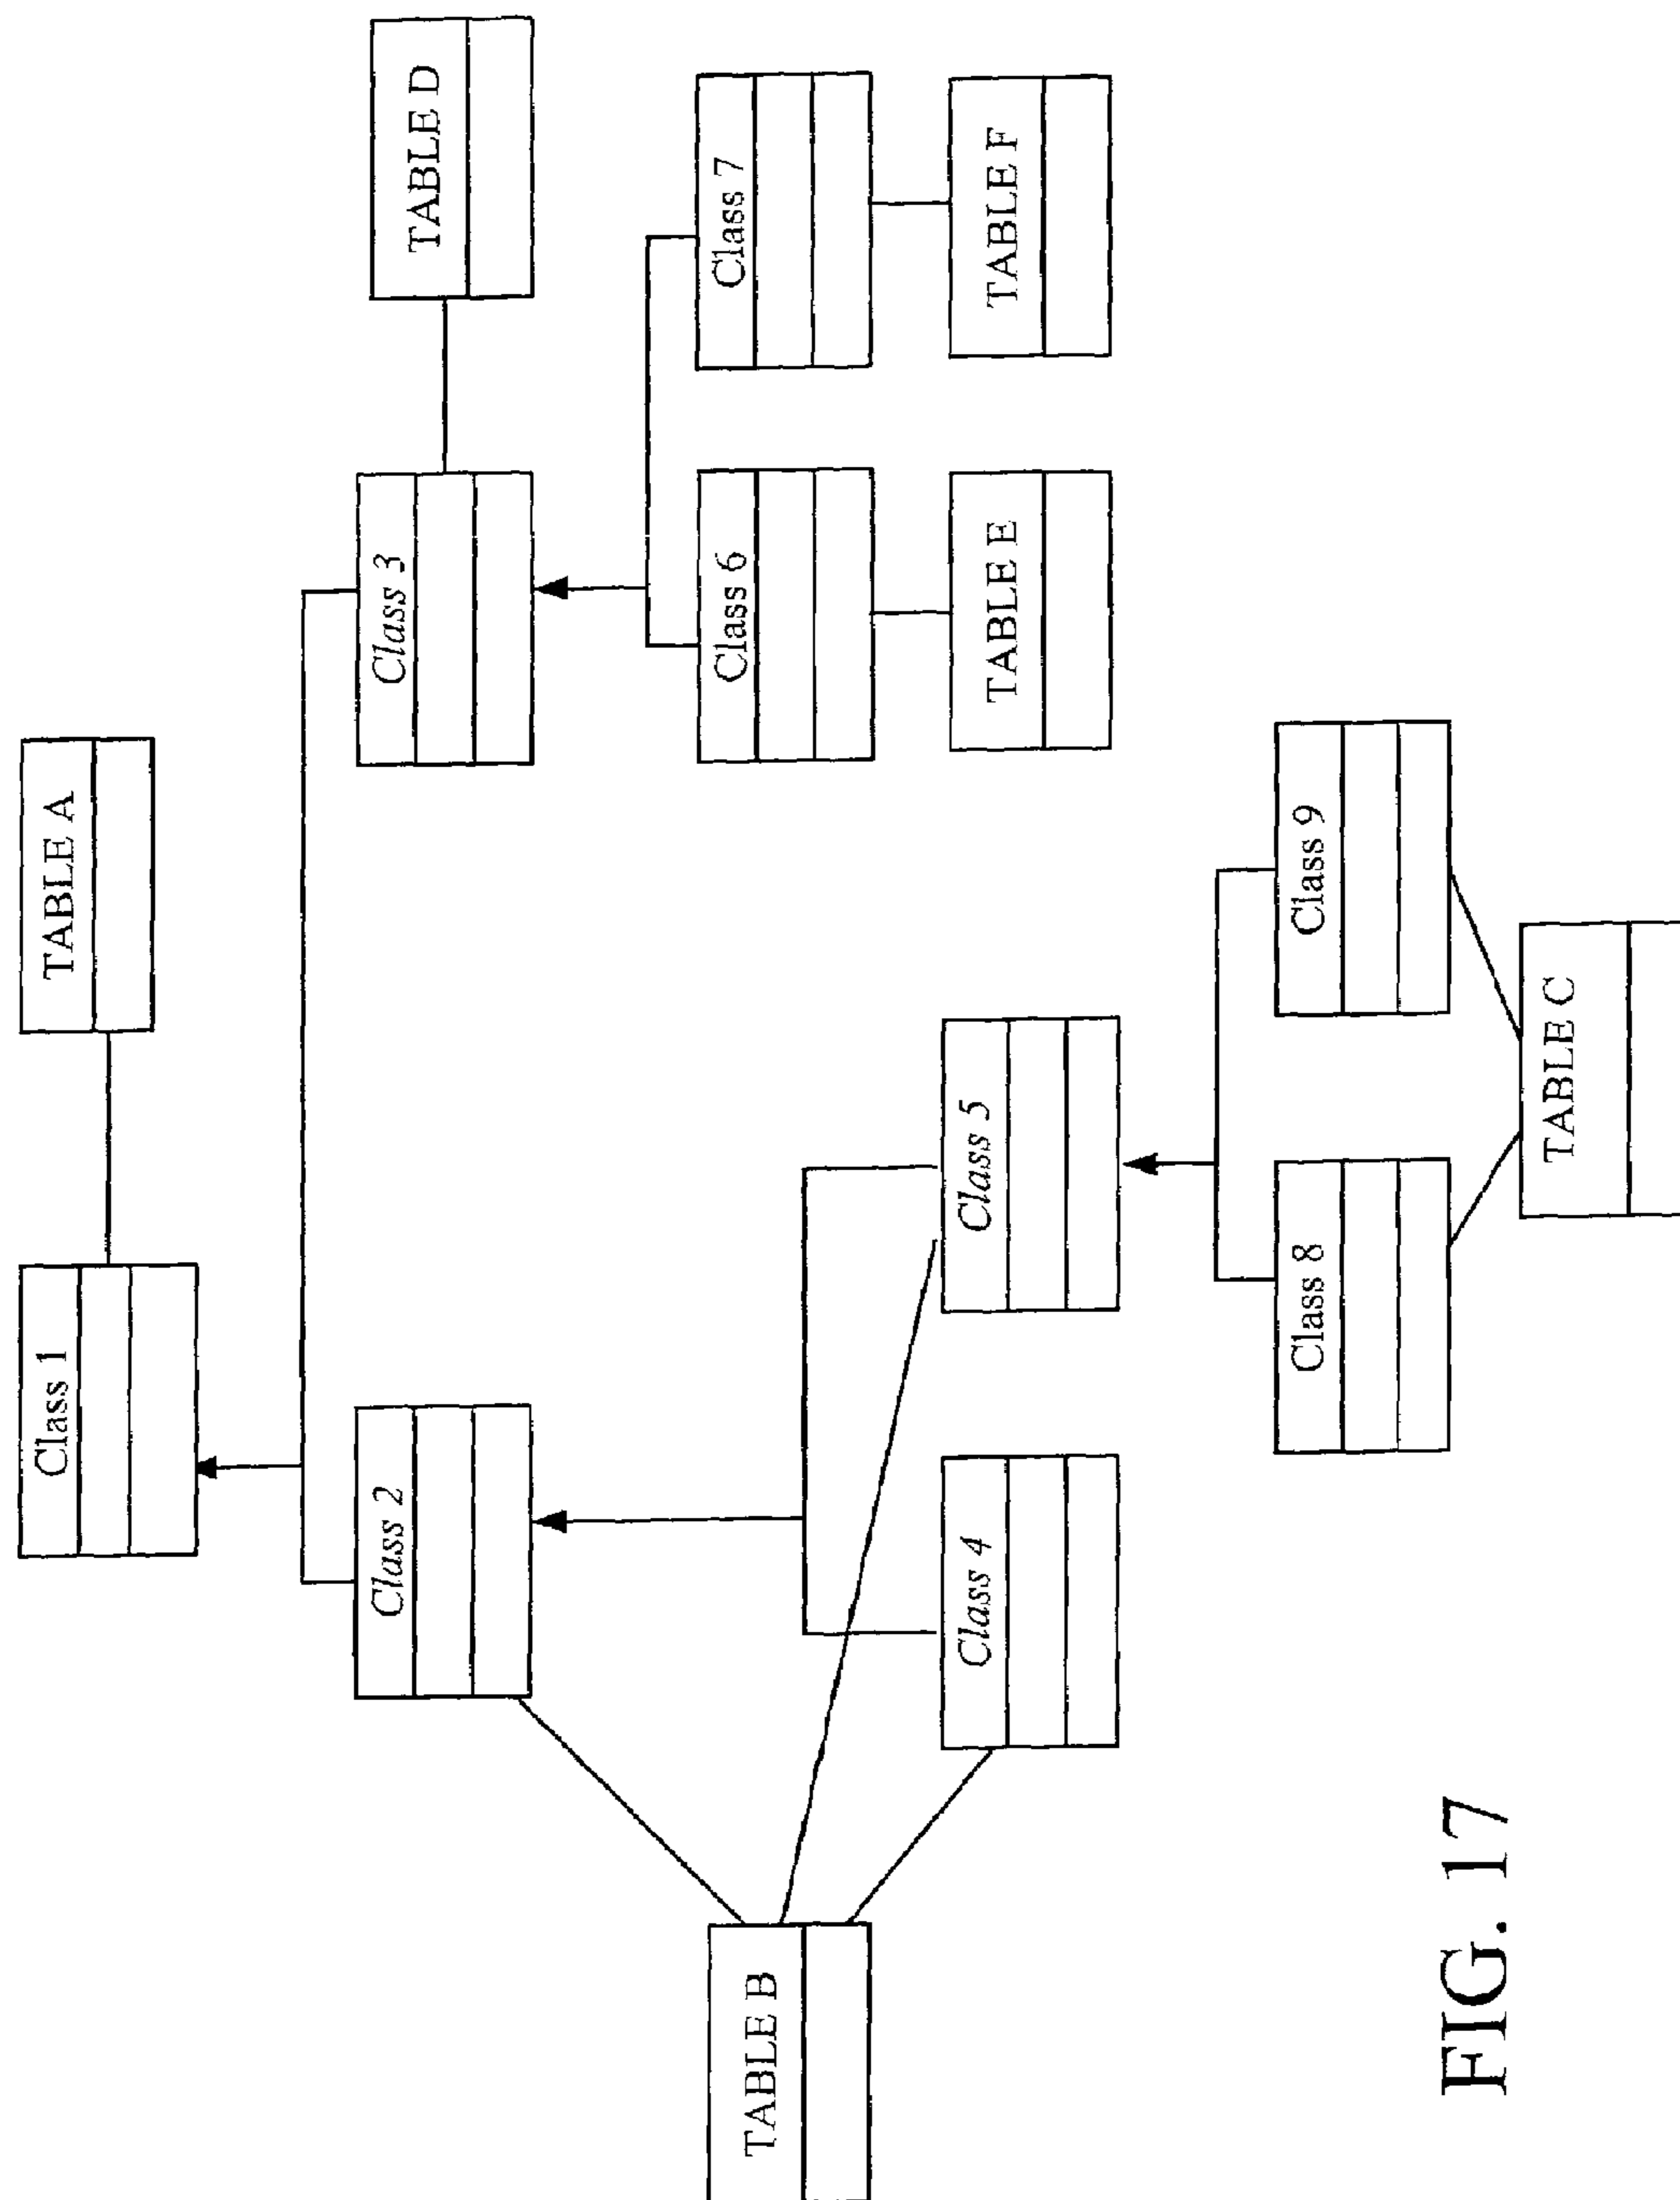 Class 1
TABLE A
Class 2
Class 3
TABLE D
TABLE B
Class 6
Class 7
Class 4
Class 5
TABLE E
TABLE F
Class 8
Class 9
TABLE C
FIG. 17